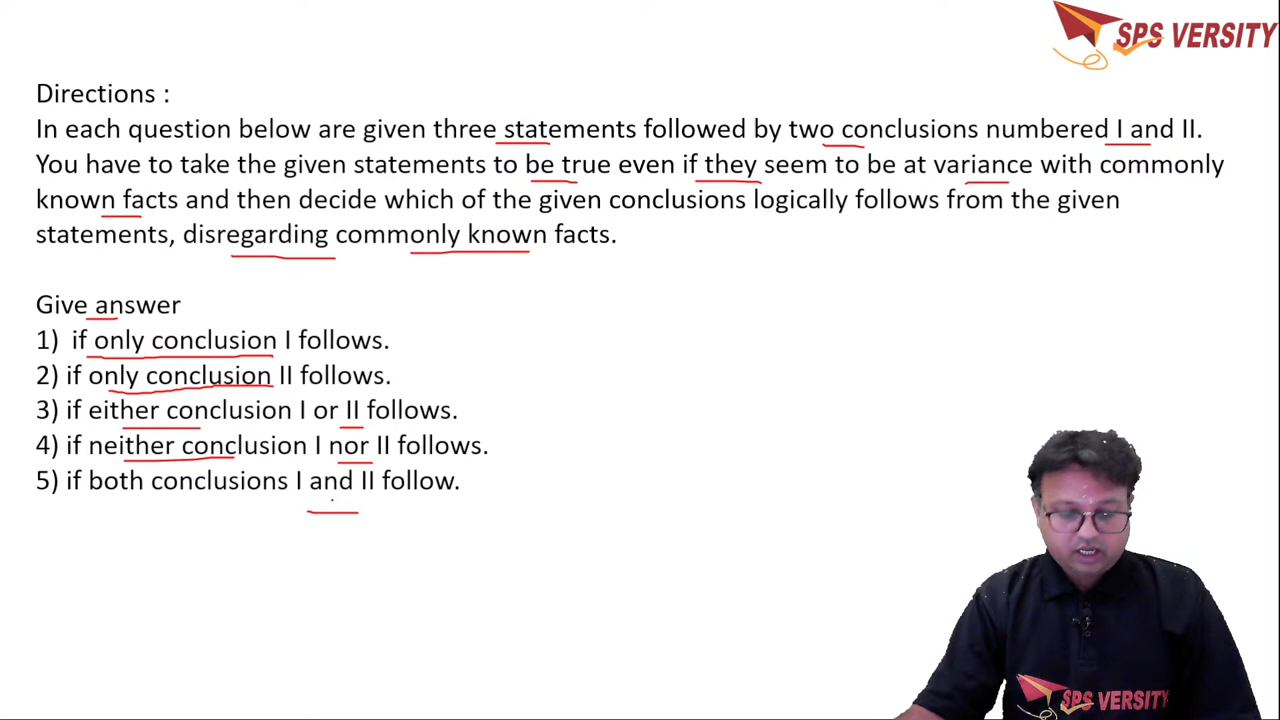 SPS VERSITY
Directions :
In each question below are given three statements followed by two conclusions numbered I and II.
You have to take the given statements to be true even if they seem to be at variance with commonly
known facts and then decide which of the given conclusions logically follows from the given
statements, disregarding commonly known facts.
Give answer
1) if only conclusion I follows.
2) if only conclusion II follows.
3) if either conclusion I or II follows.
4) if neither conclusion I nor II follows.
5) if both conclusions I and II follow.
SPS VERSITY